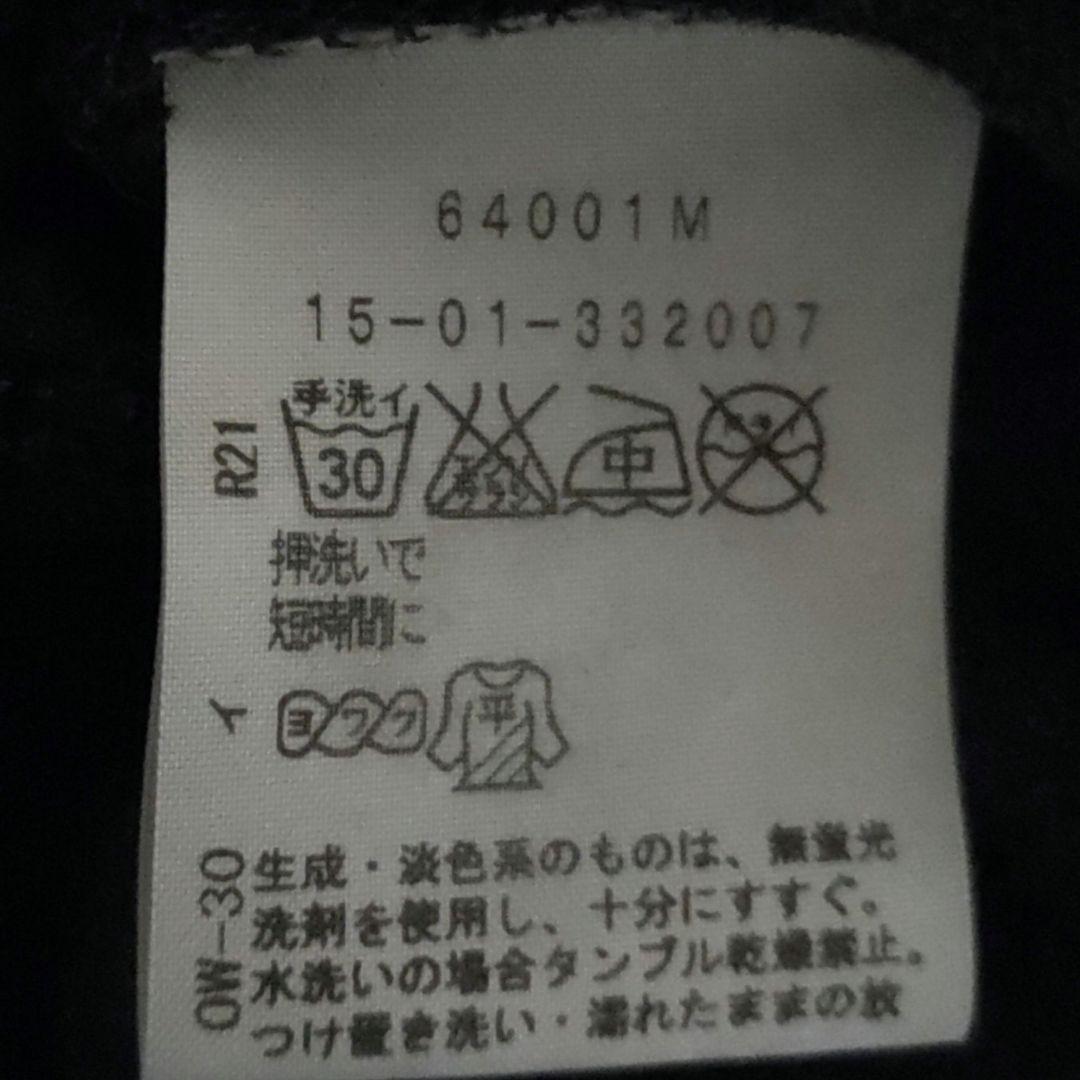 64001M
15-01-332007
R21
手洗イ
30
中
押洗いで
短時間に
イ
ヨ
平
OW-30
生成・淡色系のものは、無蛍光
洗剤を使用し、十分にすすぐ。
水洗いの場合タンブル乾燥禁止。
つけ置き洗い・濡れたままの放